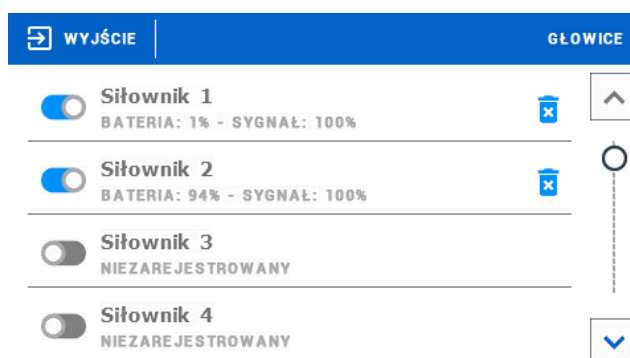 WYJŚCIE
GŁOWICE
Siłownik 1
BATERIA: 1% - SYGNAŁ: 100%
Siłownik 2
BATERIA: 94% - SYGNAŁ: 100%
Siłownik 3
NIEZAREJESTROWANY
Siłownik 4
NIEZAREJESTROWANY